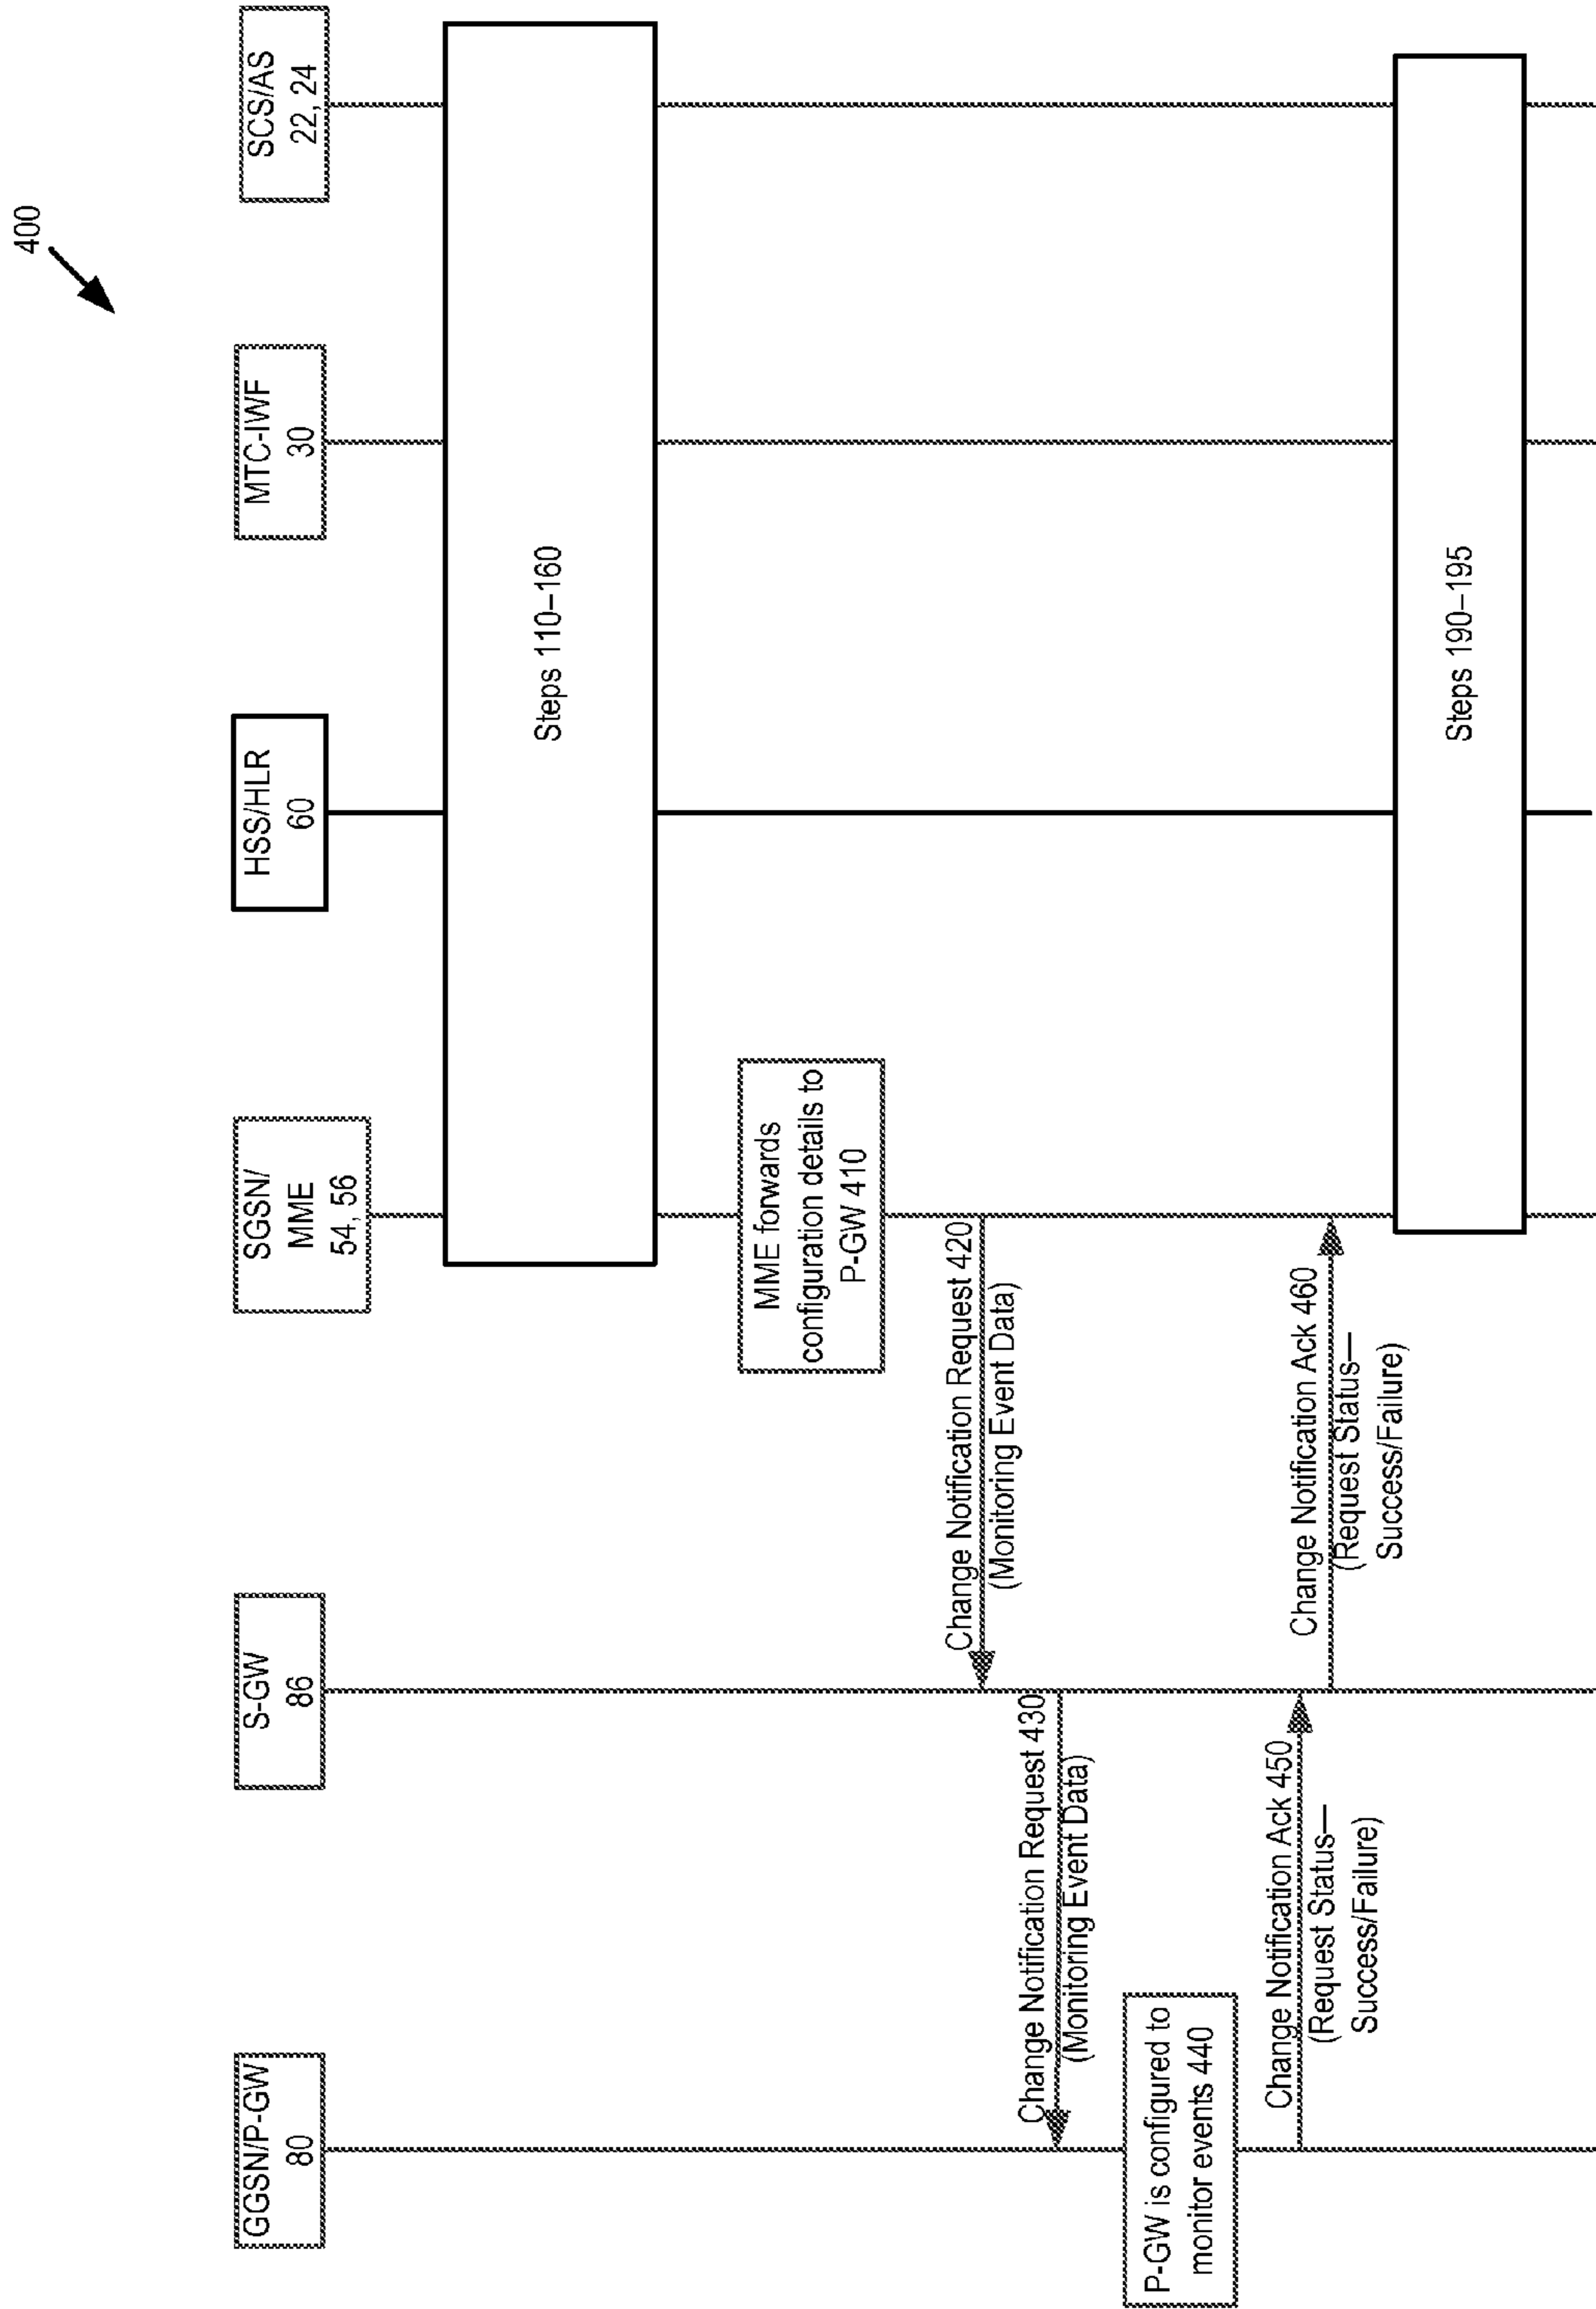 400
GGSN/P-GW
80
S-GW
86
SGSN/
MME
54, 56
HSS/HLR
60
MTC-IWF
30
SCS/AS
22, 24
Steps 110–160
MME forwards
configuration details to
P-GW 410
Change Notification Request 420
(Monitoring Event Data)
Change Notification Request 430
(Monitoring Event Data)
P-GW is configured to
monitor events 440
Change Notification Ack 450
(Request Status—
Success/Failure)
Change Notification Ack 460
(Request Status—
Success/Failure)
Steps 190–195